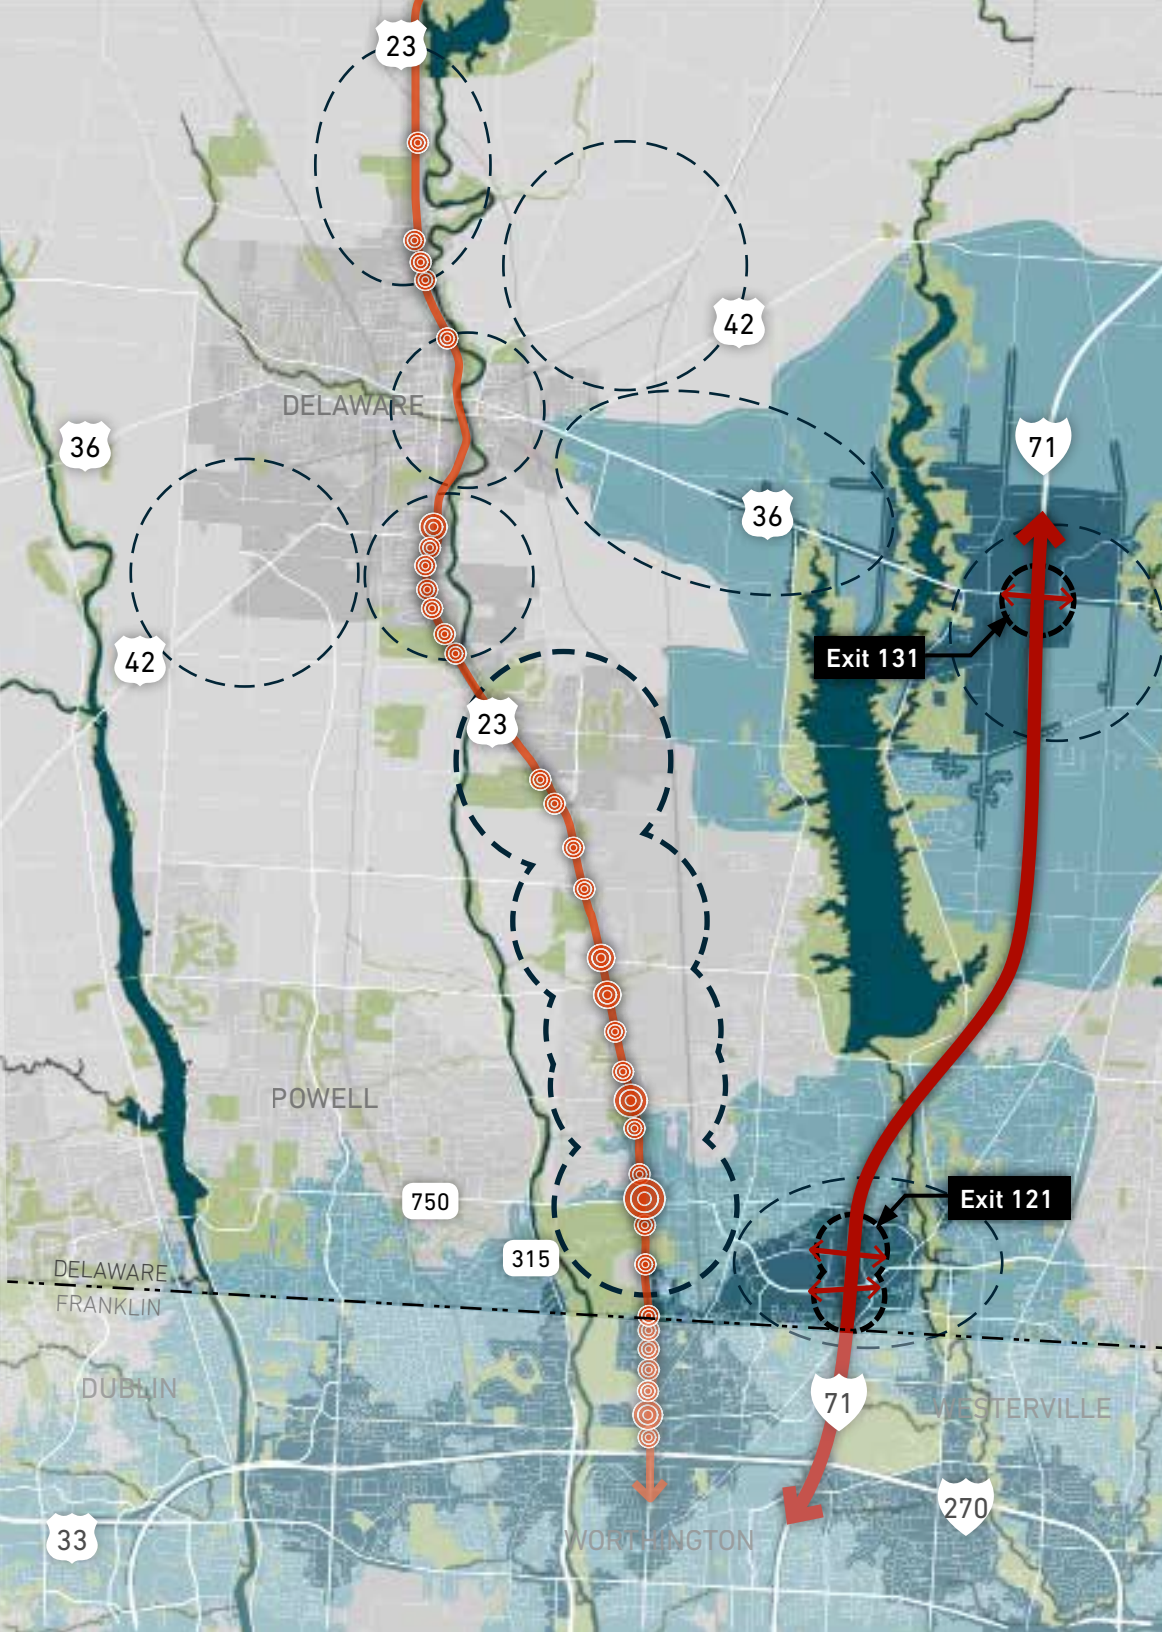 23
42
DELAWARE
36
71
36
Exit 131
42
23
POWELL
750
Exit 121
315
DELAWARE
FRANKLIN
DUBLIN
71
WESTERVILLE
270
33
WORTHINGTON